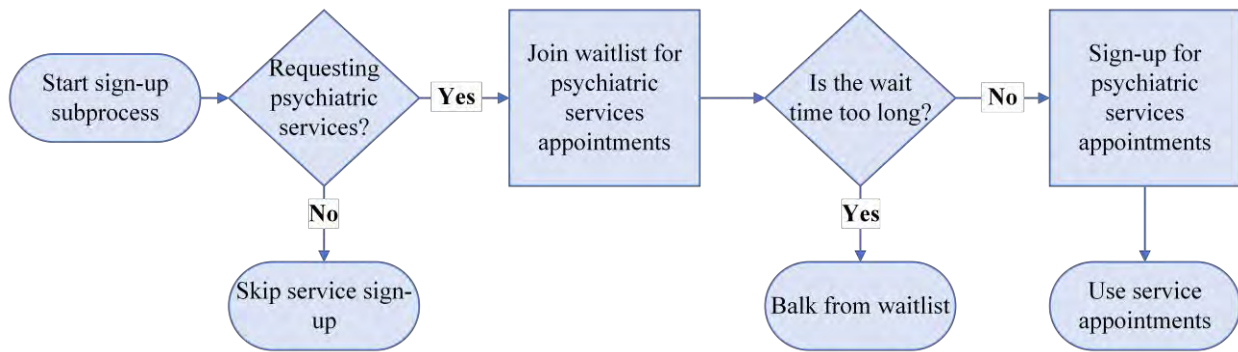 Start sign-up
subprocess
Requesting
psychiatric
services?
Yes
Join waitlist for
psychiatric
services
appointments
Is the wait
time too long?
No
Sign-up for
psychiatric
services
appointments
No
Yes
Skip service sign-
up
Balk from waitlist
Use service
appointments